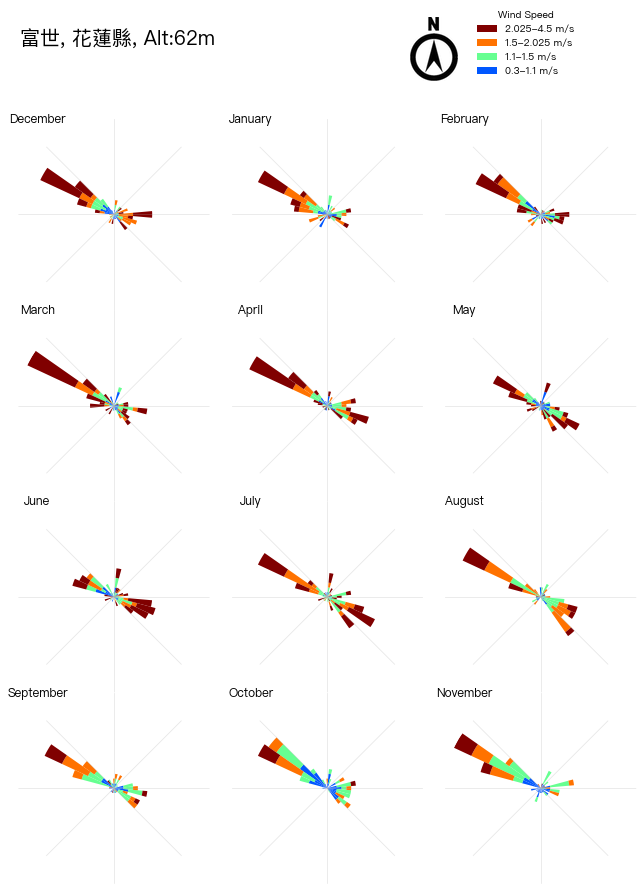 富世, 花蓮縣, Alt:62m
N
Wind Speed
2.025–4.5 m/s
1.5–2.025 m/s
1.1–1.5 m/s
0.3–1.1 m/s
December
January
February
March
April
May
June
July
August
September
October
November